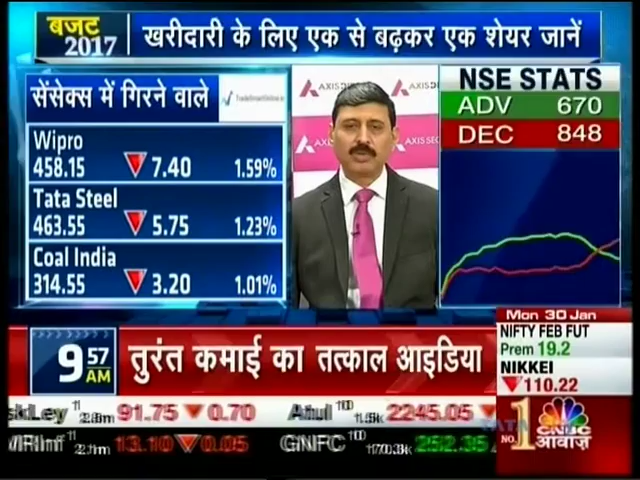 बजट 2017
खरीदारी के लिए एक से बढ़कर एक शेयर जानें
सेंसेक्स में गिरने वाले
Wipro
458.15 7.40 1.59%
Tata Steel
463.55 5.75 1.23%
Coal India
314.55 3.20 1.01%
NSE STATS
ADV 670
DEC 848
Mon 30 Jan
NIFTY FEB FUT
Prem 19.2
NIKKEI
110.22
9 57 AM
तुरंत कमाई का तत्काल आइडिया
91.75 0.70 Atul 2245.05
13.10 0.05 GNFC 252.35
NO. 1 CNBC आवाज़